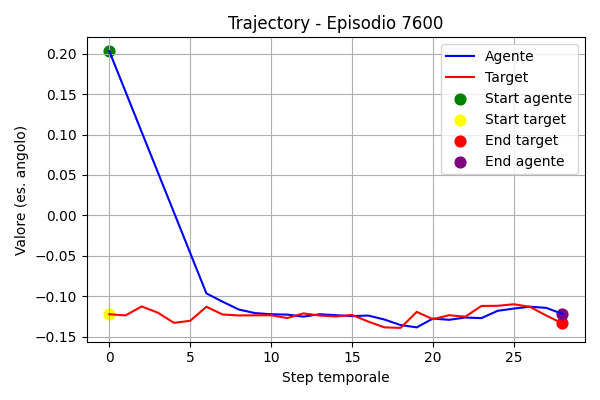 Trajectory - Episodio 7600
Valore (es. angolo)
0.20
0.15
0.10
0.05
0.00
−0.05
−0.10
−0.15
0
5
10
15
20
25
Step temporale
Agente
Target
Start agente
Start target
End target
End agente